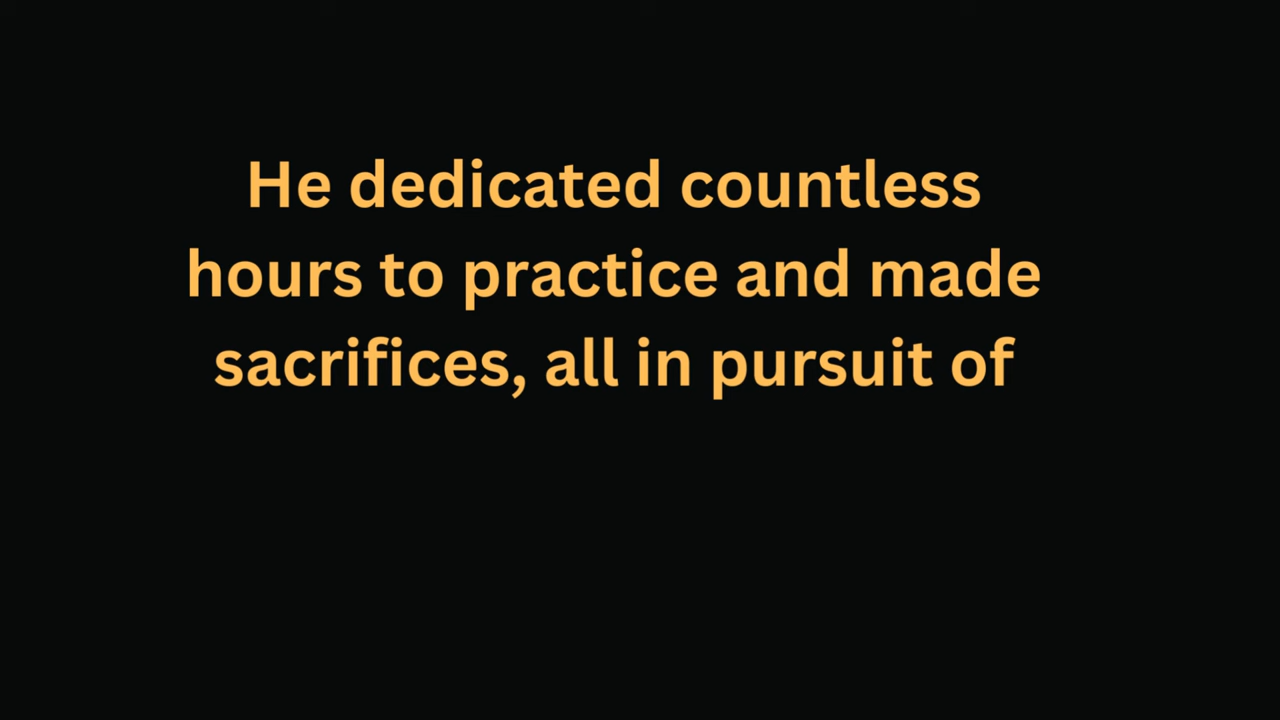 He dedicated countless
hours to practice and made
sacrifices, all in pursuit of